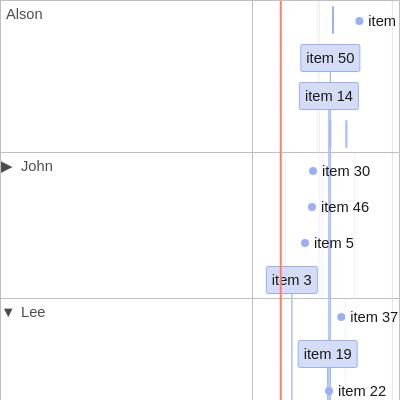 Alson
item
item 50
item 14
John
item 30
item 46
item 5
item 3
Lee
item 37
item 19
item 22